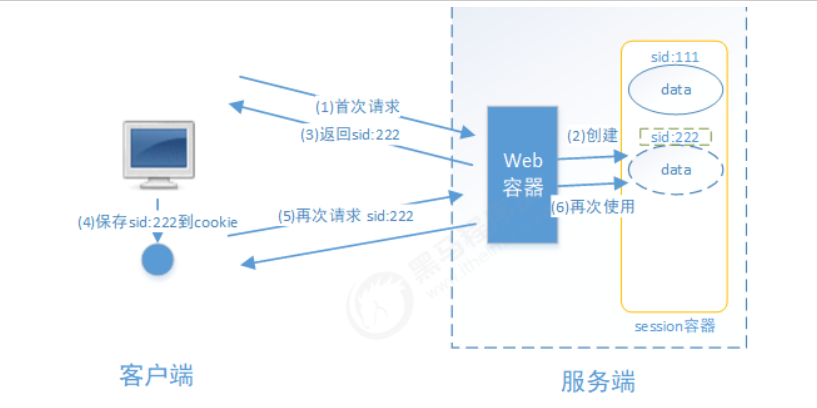 sid:111
data
(1)首次请求
(2)创建
sid:222
(3)返回sid:222
Web
容器
data
(4)保存sid:222到cookie
(5)再次请求 sid:222
(6)再次使用
session容器
客户端
服务端